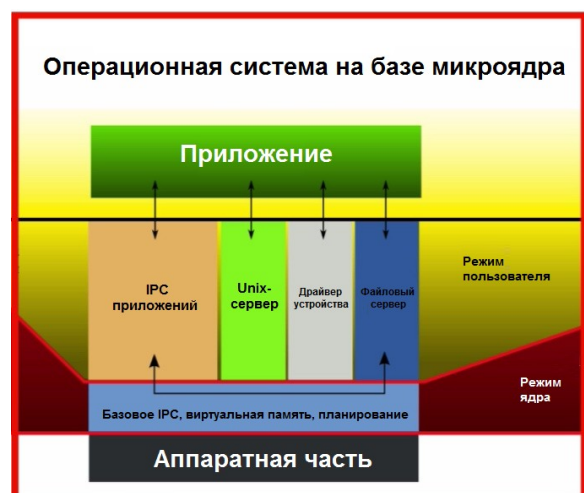 Операционная система на базе микроядра
Приложение
IPC
приложений
Unix-
сервер
Драйвер
устройства
Файловый
сервер
Режим
пользователя
Режим
ядра
Базовое IPC, виртуальная память, планирование
Аппаратная часть